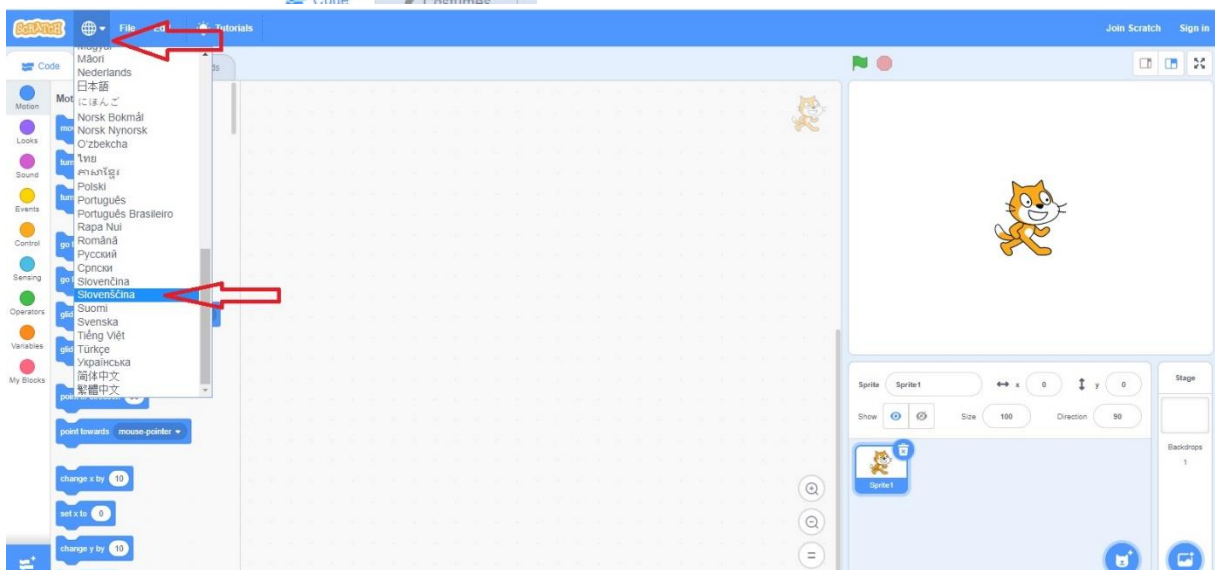 Code Costumes
SCRATCH File Tutorials Join Scratch Sign in
Code
Motion
Looks
Sound
Events
Control
Sensing
Operators
Variables
My Blocks
Magyar
Māori
Nederlands
日本語
にほんご
Norsk Bokmål
Norsk Nynorsk
O'zbekcha
ไทย
ភាសាខ្មែរ
Polski
Português
Português Brasileiro
Rapa Nui
Română
Русский
Српски
Slovenčina
Slovenščina
Suomi
Svenska
Tiếng Việt
Türkçe
Українська
简体中文
繁體中文
point towards mouse-pointer
change x by 10
set x to 0
change y by 10
Sprite Sprite1 x 0 y 0
Show Size 100 Direction 90
Sprite1
Stage
Backdrops
1